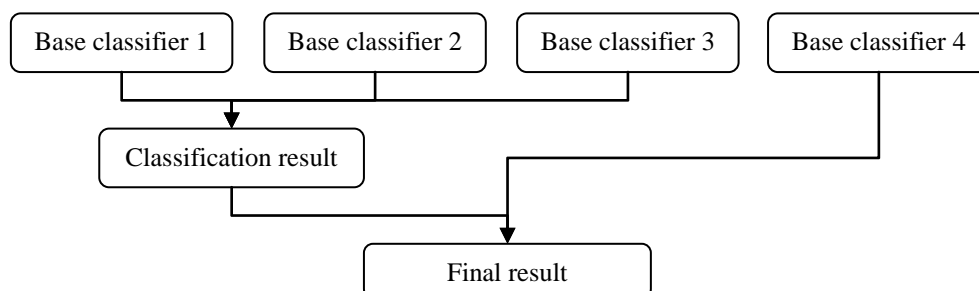 Base classifier 1
Base classifier 2
Base classifier 3
Base classifier 4
Classification result
Final result